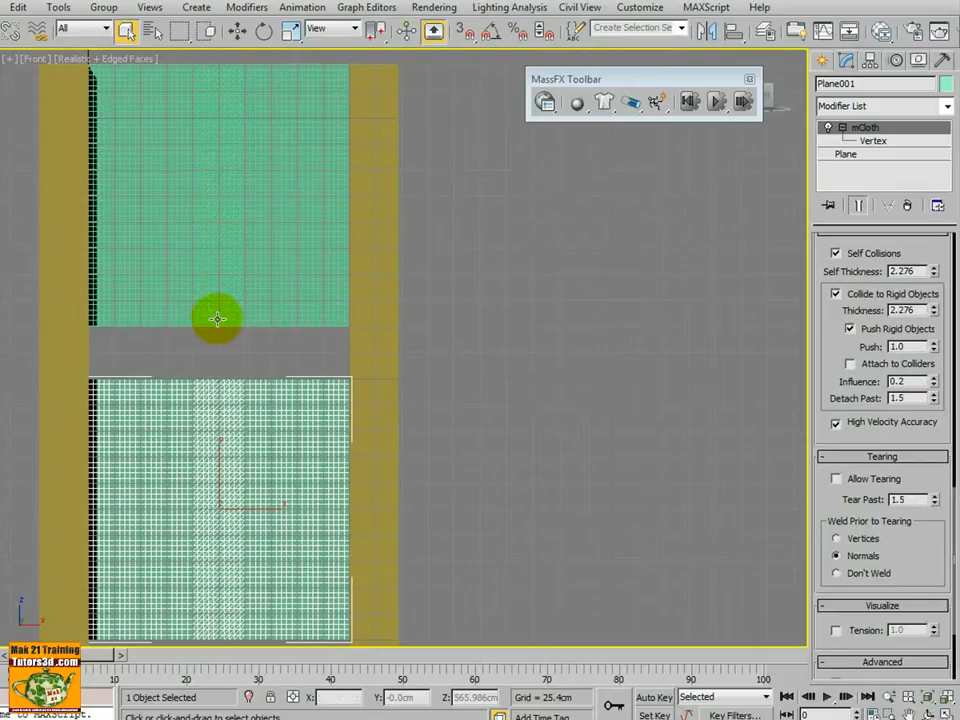 Edit Tools Group Views Create Modifiers Animation Graph Editors Rendering Lighting Analysis Civil View Customize MAXScript Help
All View Create Selection Se
[ + ] [ Front ] [ Realistic + Edged Faces ]
MassFX Toolbar
Plane001
Modifier List
mCloth
Vertex
Plane
Self Collisions
Self Thickness: 2.276
Collide to Rigid Objects
Thickness: 2.276
Push Rigid Objects
Push: 1.0
Attach to Colliders
Influence: 0.2
Detach Past: 1.5
High Velocity Accuracy
- Tearing
Allow Tearing
Tear Past: 1.5
Weld Prior to Tearing
Vertices
Normals
Don't Weld
- Visualize
Tension: 1.0
- Advanced
z
x
y
x
Mak 21 Training
Tutors3d.com
10 20 30 40 50 60 70 80 90 100
1 Object Selected X: Y: -0.0cm Z: 565.986cm Grid = 25.4cm Auto Key Selected
me to MAXScript. Click or click-and-drag to select objects Add Time Tag Set Key Key Filters... 0